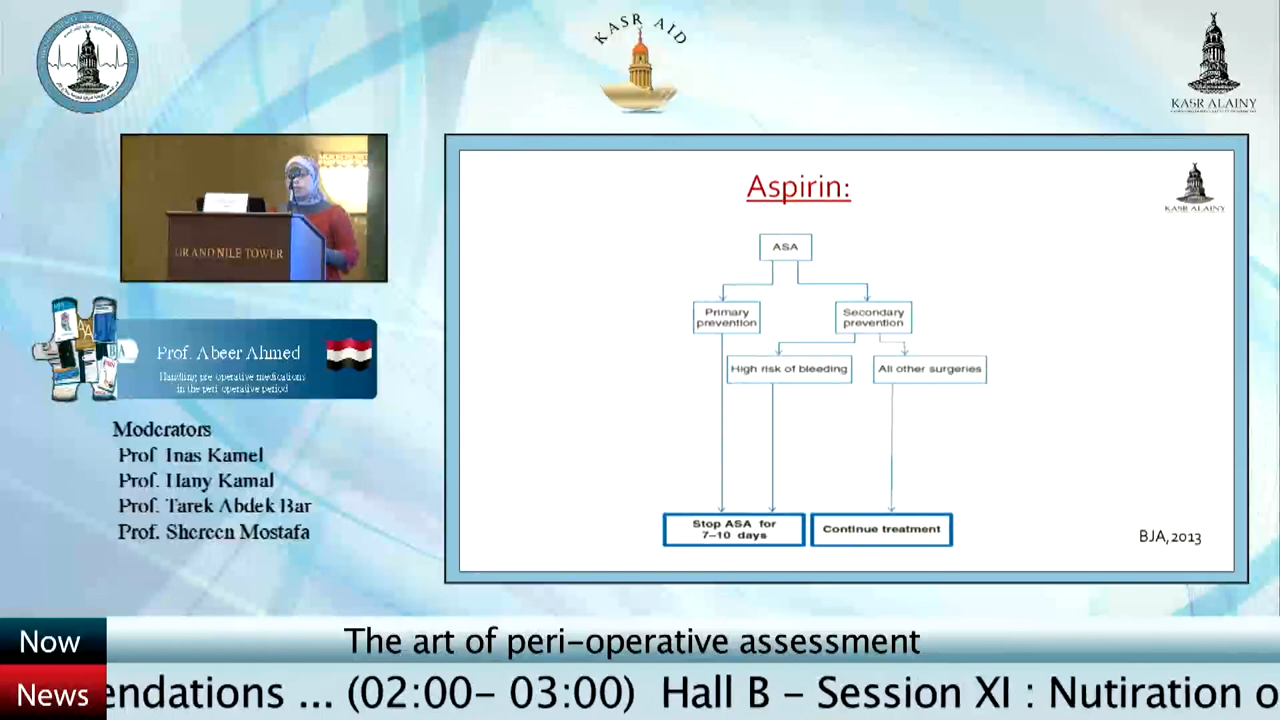 KASR AID
KASR ALAINY
GRAND NILE TOWER
Prof. Abeer Ahmed
Handling pre operative medications
in the peri operative period
Moderators
Prof Inas Kamel
Prof. Hany Kamal
Prof. Tarek Abdek Bar
Prof. Shereen Mostafa
Aspirin:
KASR ALAINY
ASA
Primary
prevention
Secondary
prevention
High risk of bleeding
All other surgeries
Stop ASA for
7–10 days
Continue treatment
BJA,2013
Now
The art of peri-operative assessment
News
endations ... (02:00- 03:00) Hall B - Session XI : Nutiration o